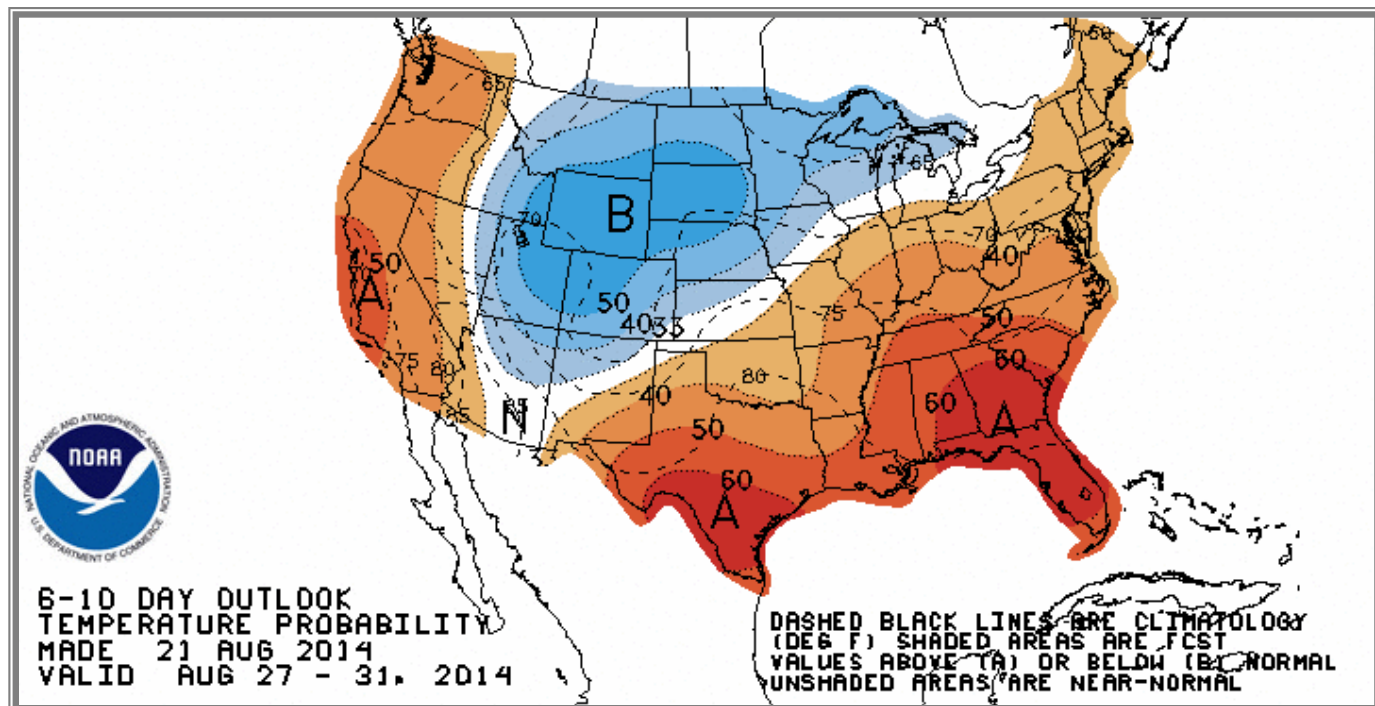 60
65
65
70
B
70
40
50
A
50
40
33
50
75
60
75
80
80
40
60
A
N
50
60
A
NATIONAL OCEANIC AND ATMOSPHERIC ADMINISTRATION
NOAA
U.S. DEPARTMENT OF COMMERCE
6-10 DAY OUTLOOK
TEMPERATURE PROBABILITY
MADE 21 AUG 2014
VALID AUG 27 - 31, 2014
DASHED BLACK LINES ARE CLIMATOLOGY
(DEG F) SHADED AREAS ARE FCST
VALUES ABOVE (A) OR BELOW (B) NORMAL
UNSHADED AREAS ARE NEAR-NORMAL